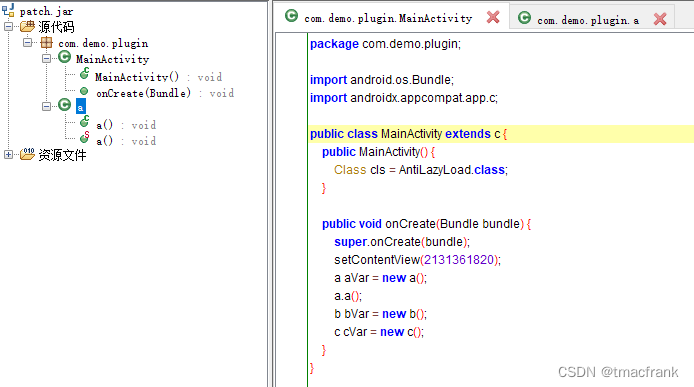 patch.jar
源代码
com.demo.plugin
MainActivity
MainActivity() : void
onCreate(Bundle) : void
a
a() : void
a() : void
资源文件
com.demo.plugin.MainActivity
com.demo.plugin.a
package com.demo.plugin;
import android.os.Bundle;
import androidx.appcompat.app.c;
public class MainActivity extends c {
public MainActivity() {
Class cls = AntiLazyLoad.class;
}
public void onCreate(Bundle bundle) {
super.onCreate(bundle);
setContentView(2131361820);
a aVar = new a();
a.a();
b bVar = new b();
c cVar = new c();
}
}
CSDN @tmacfrank